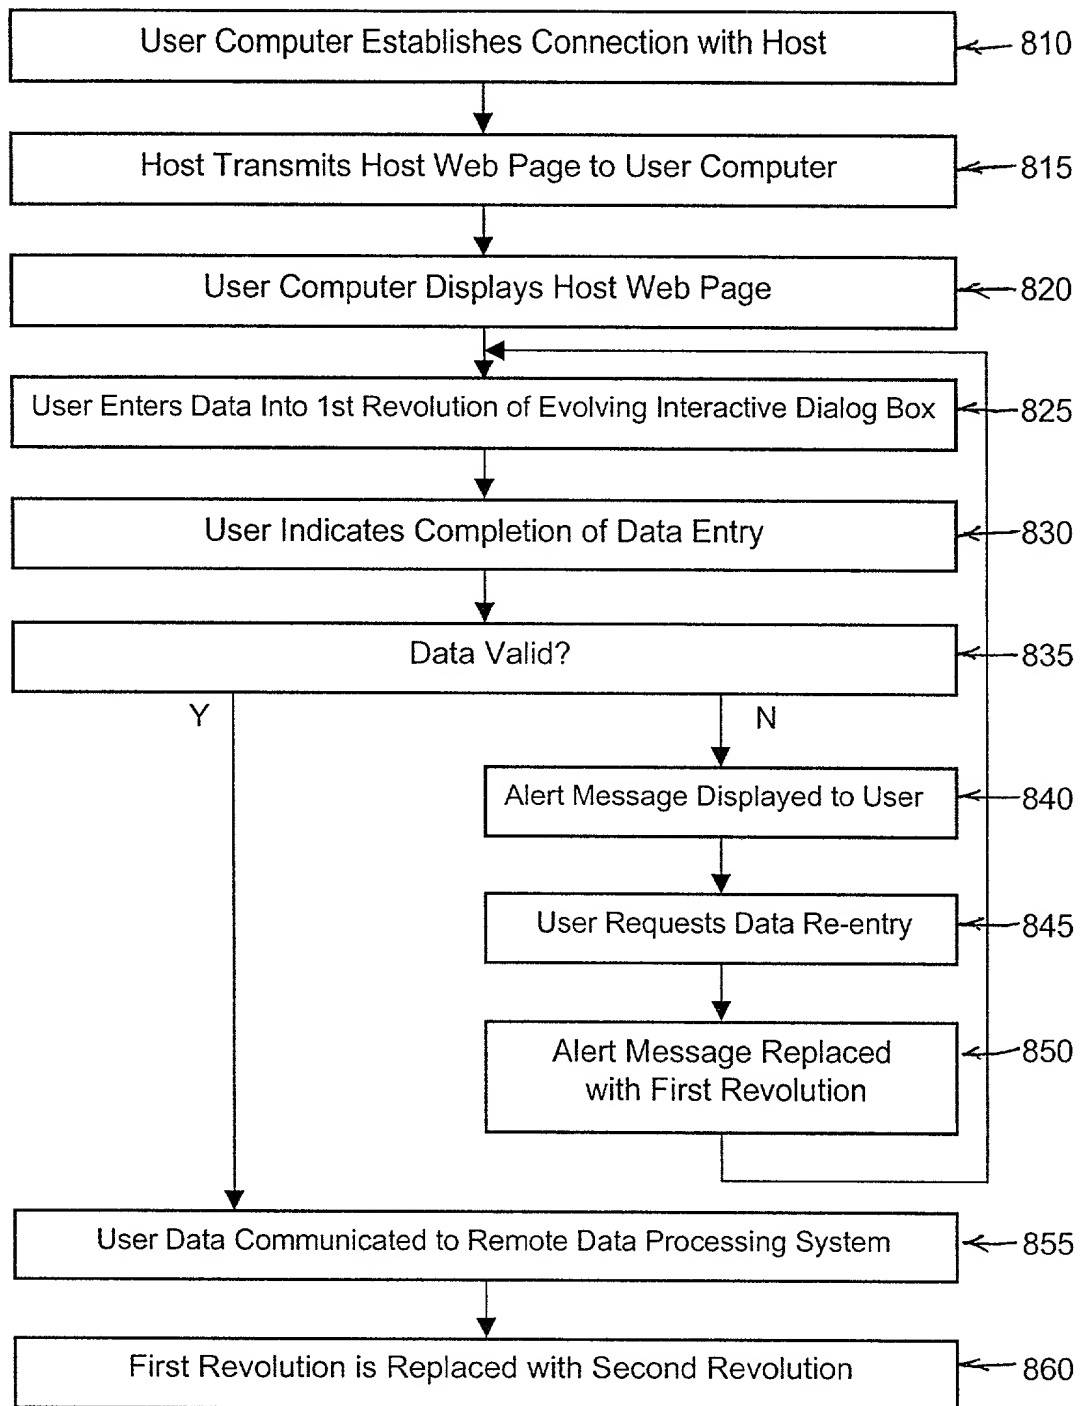 User Computer Establishes Connection with Host 810
Host Transmits Host Web Page to User Computer 815
User Computer Displays Host Web Page 820
User Enters Data Into 1st Revolution of Evolving Interactive Dialog Box 825
User Indicates Completion of Data Entry 830
Data Valid? 835
Y N
Alert Message Displayed to User 840
User Requests Data Re-entry 845
Alert Message Replaced 850
with First Revolution
User Data Communicated to Remote Data Processing System 855
First Revolution is Replaced with Second Revolution 860